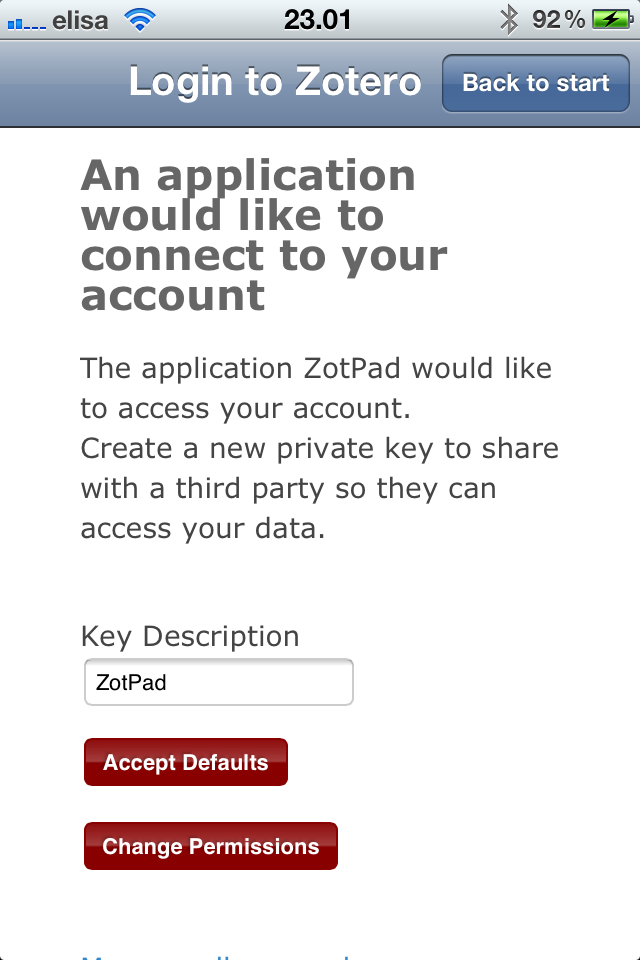 elisa 23.01 92%
Login to Zotero Back to start
An application
would like to
connect to your
account
The application ZotPad would like
to access your account.
Create a new private key to share
with a third party so they can
access your data.
Key Description
ZotPad
Accept Defaults
Change Permissions